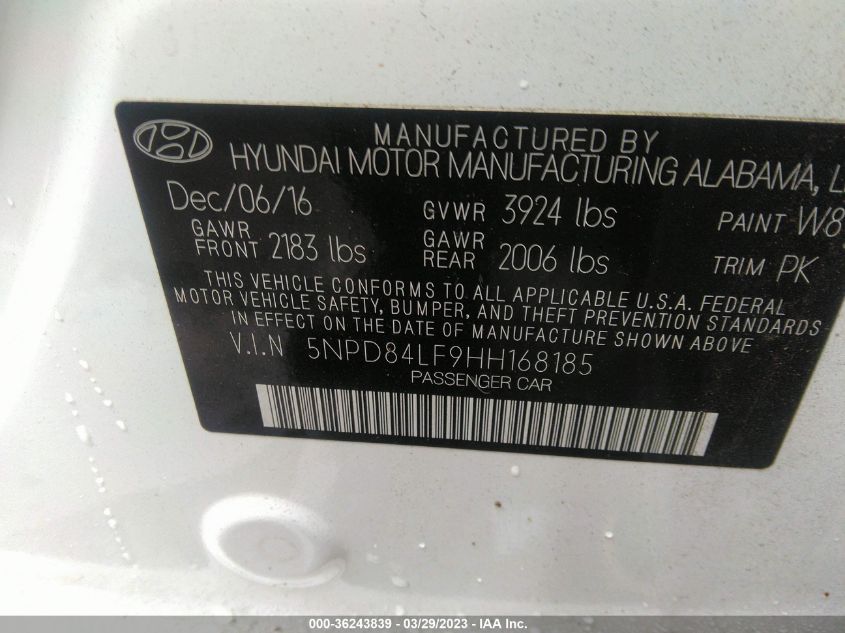 MANUFACTURED BY
HYUNDAI MOTOR MANUFACTURING ALABAMA,
Dec/06/16 GVWR 3924 lbs PAINT W8
GAWR FRONT 2183 lbs GAWR REAR 2006 lbs TRIM PK
THIS VEHICLE CONFORMS TO ALL APPLICABLE U.S.A. FEDERAL
MOTOR VEHICLE SAFETY, BUMPER, AND THEFT PREVENTION STANDARDS
IN EFFECT ON THE DATE OF MANUFACTURE SHOWN ABOVE
V.I.N 5NPD84LF9HH168185
PASSENGER CAR
000-36243839 - 03/29/2023 - IAA Inc.